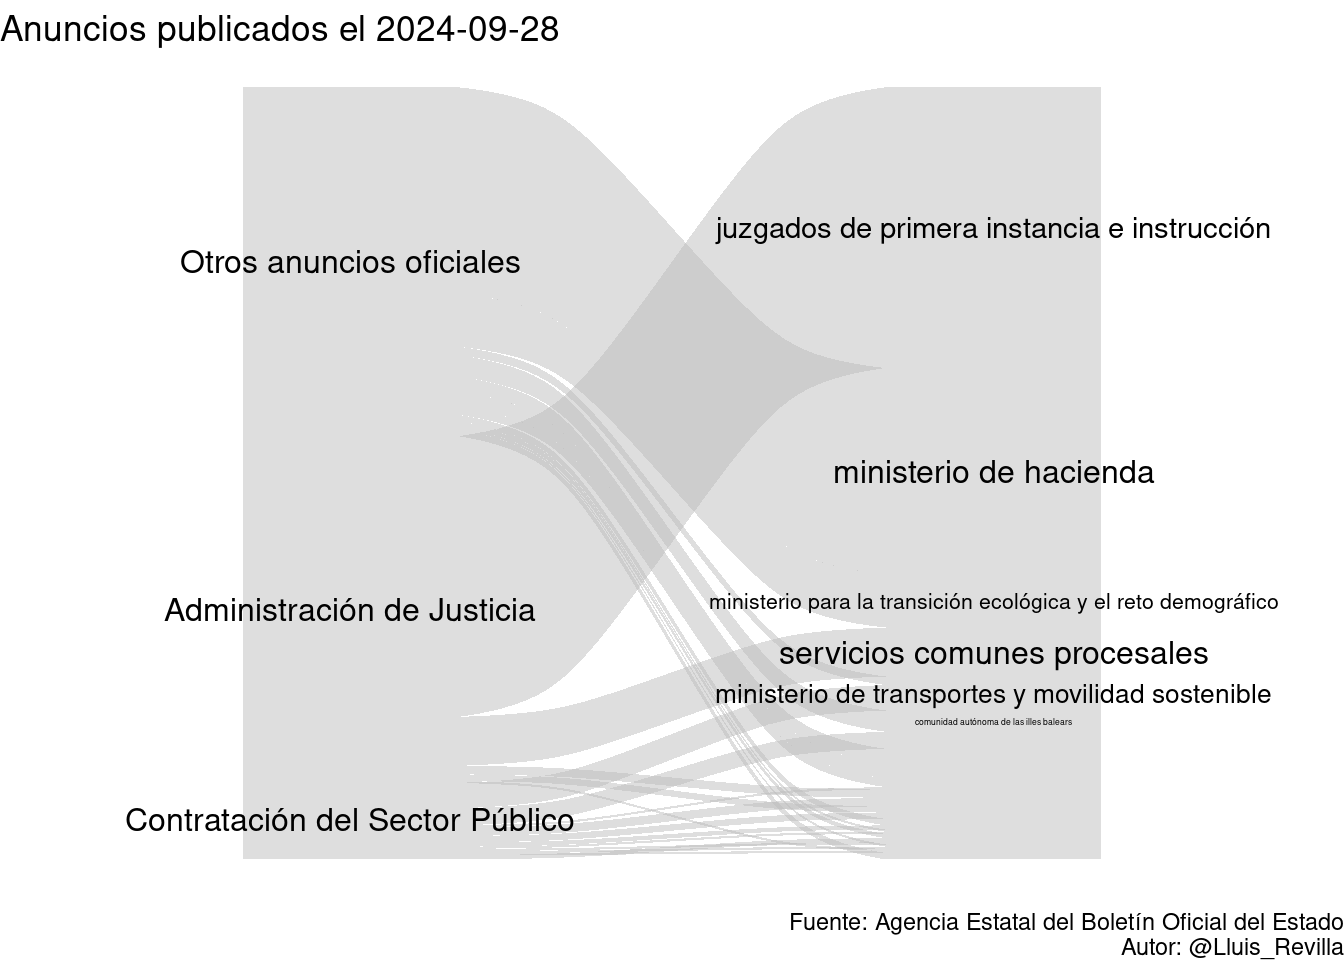 Anuncios publicados el 2024-09-28
juzgados de primera instancia e instrucción
Otros anuncios oficiales
ministerio de hacienda
ministerio para la transición ecológica y el reto demográfico
Administración de Justicia
servicios comunes procesales
ministerio de transportes y movilidad sostenible
comunidad autónoma de las illes balears
Contratación del Sector Público
Fuente: Agencia Estatal del Boletín Oficial del Estado
Autor: @Lluis_Revilla